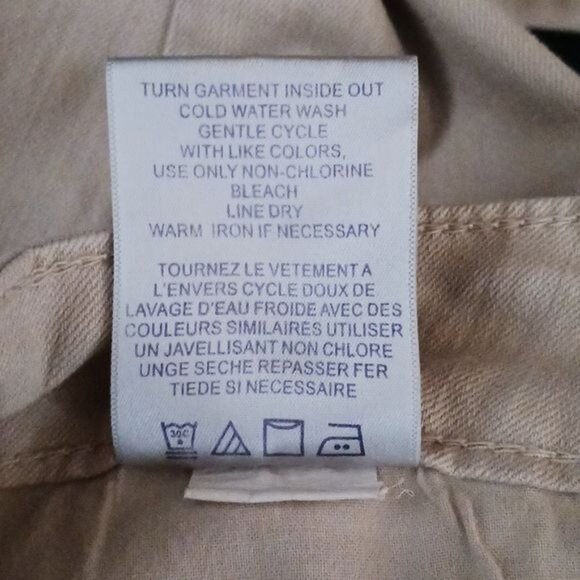 TURN GARMENT INSIDE OUT
COLD WATER WASH
GENTLE CYCLE
WITH LIKE COLORS,
USE ONLY NON-CHLORINE
BLEACH
LINE DRY
WARM IRON IF NECESSARY
TOURNEZ LE VETEMENT A
L'ENVERS CYCLE DOUX DE
LAVAGE D'EAU FROIDE AVEC DES
COULEURS SIMILAIRES UTILISER
UN JAVELLISANT NON CHLORE
UNGE SECHE REPASSER FER
TIEDE SI NECESSAIRE
30C